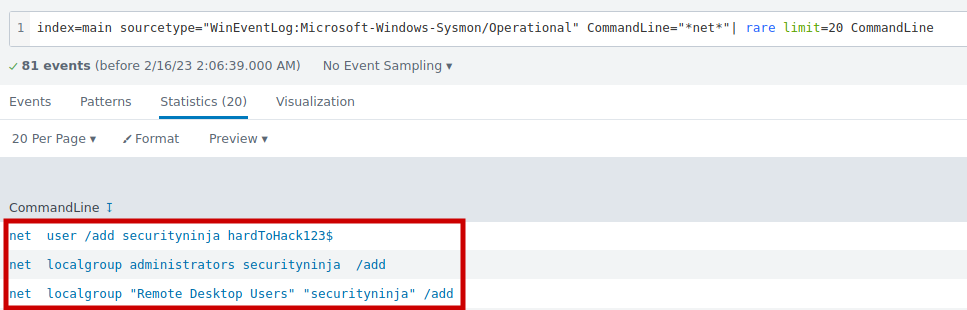 1 index=main sourcetype="WinEventLog:Microsoft-Windows-Sysmon/Operational" CommandLine="*net*"| rare limit=20 CommandLine
✓ 81 events (before 2/16/23 2:06:39.000 AM) No Event Sampling ▾
Events Patterns Statistics (20) Visualization
20 Per Page ▾ Format Preview ▾
CommandLine ↧
net  user /add securityninja hardToHack123$
net  localgroup administrators securityninja  /add
net  localgroup "Remote Desktop Users" "securityninja" /add